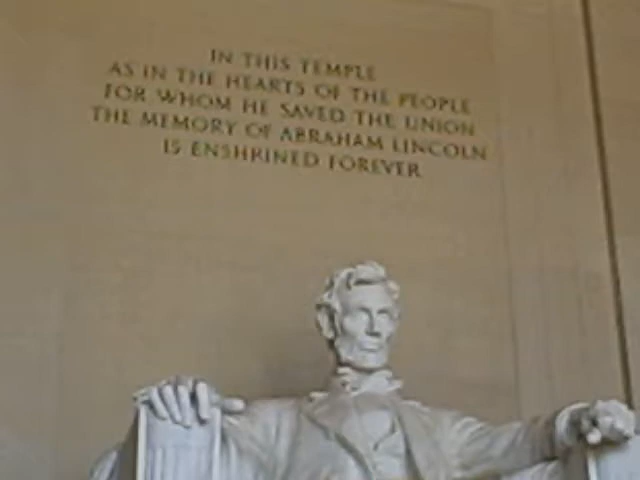 IN THIS TEMPLE
AS IN THE HEARTS OF THE PEOPLE
FOR WHOM HE SAVED THE UNION
THE MEMORY OF ABRAHAM LINCOLN
IS ENSHRINED FOREVER